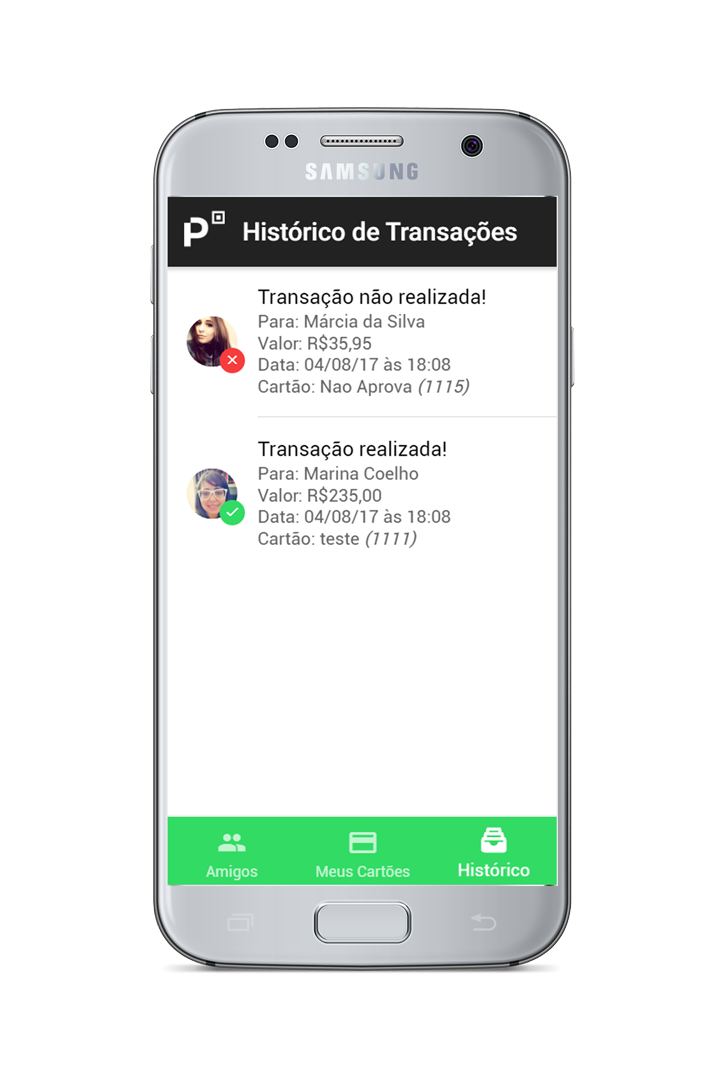 SAMSUNG
P Histórico de Transações
Transação não realizada!
Para: Márcia da Silva
Valor: R$35,95
Data: 04/08/17 às 18:08
Cartão: Nao Aprova (1115)
Transação realizada!
Para: Marina Coelho
Valor: R$235,00
Data: 04/08/17 às 18:08
Cartão: teste (1111)
Amigos Meus Cartões Histórico